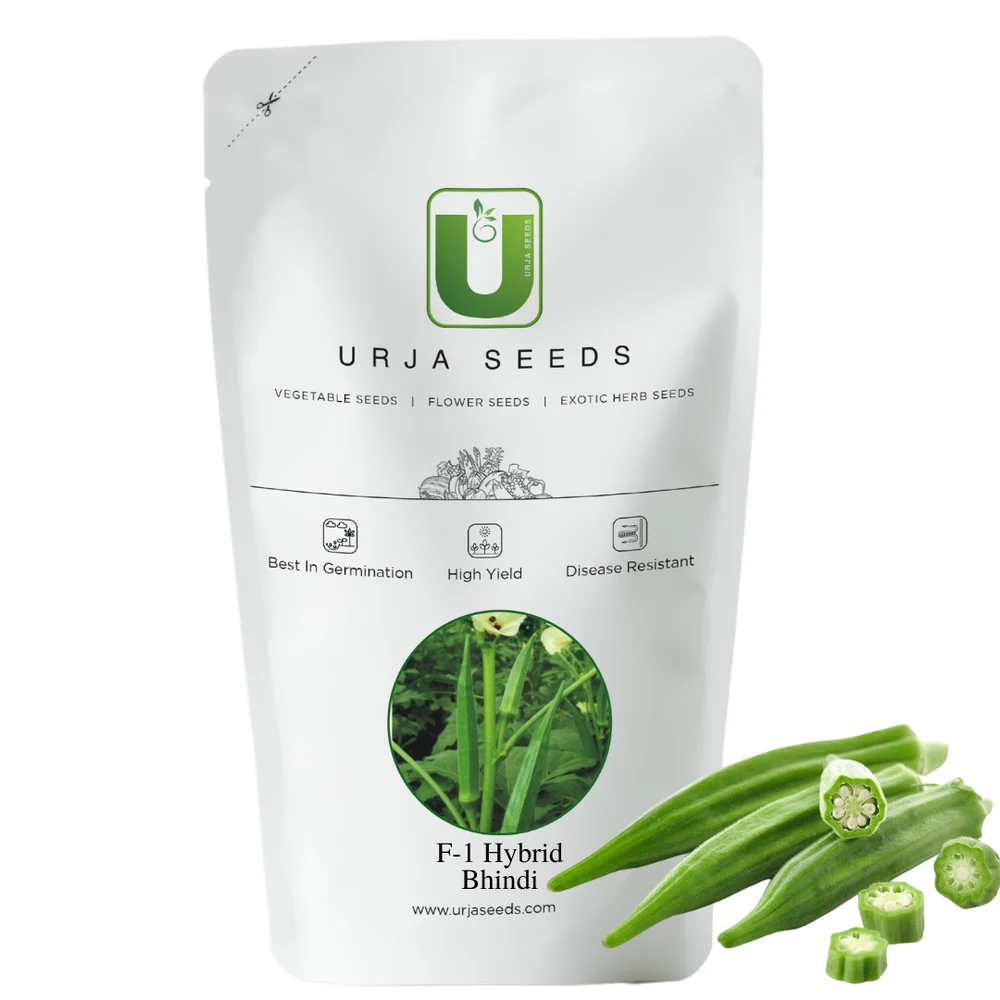 U
URJA SEEDS
URJA SEEDS
VEGETABLE SEEDS | FLOWER SEEDS | EXOTIC HERB SEEDS
Best In Germination
High Yield
Disease Resistant
F-1 Hybrid
Bhindi
www.urjaseeds.com